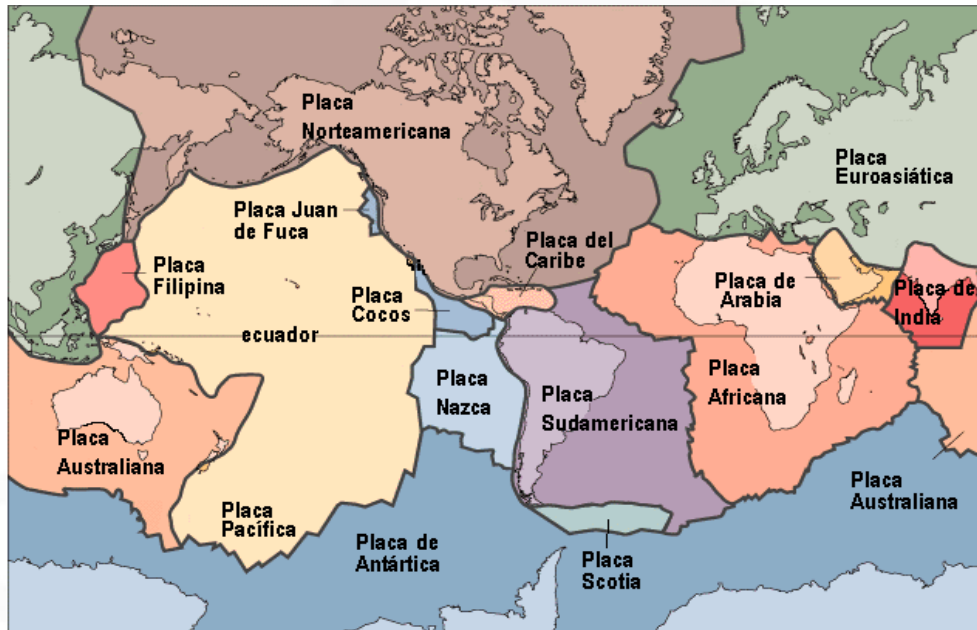 Placa
Norteamericana
Placa
Euroasiática
Placa Juan
de Fuca
Placa del
Caribe
Placa
Filipina
Placa de
Arabia
Placa de
India
Placa
Cocos
ecuador
Placa
Nazca
Placa
Sudamericana
Placa
Africana
Placa
Australiana
Placa
Australiana
Placa
Pacífica
Placa de
Antártica
Placa
Scotia